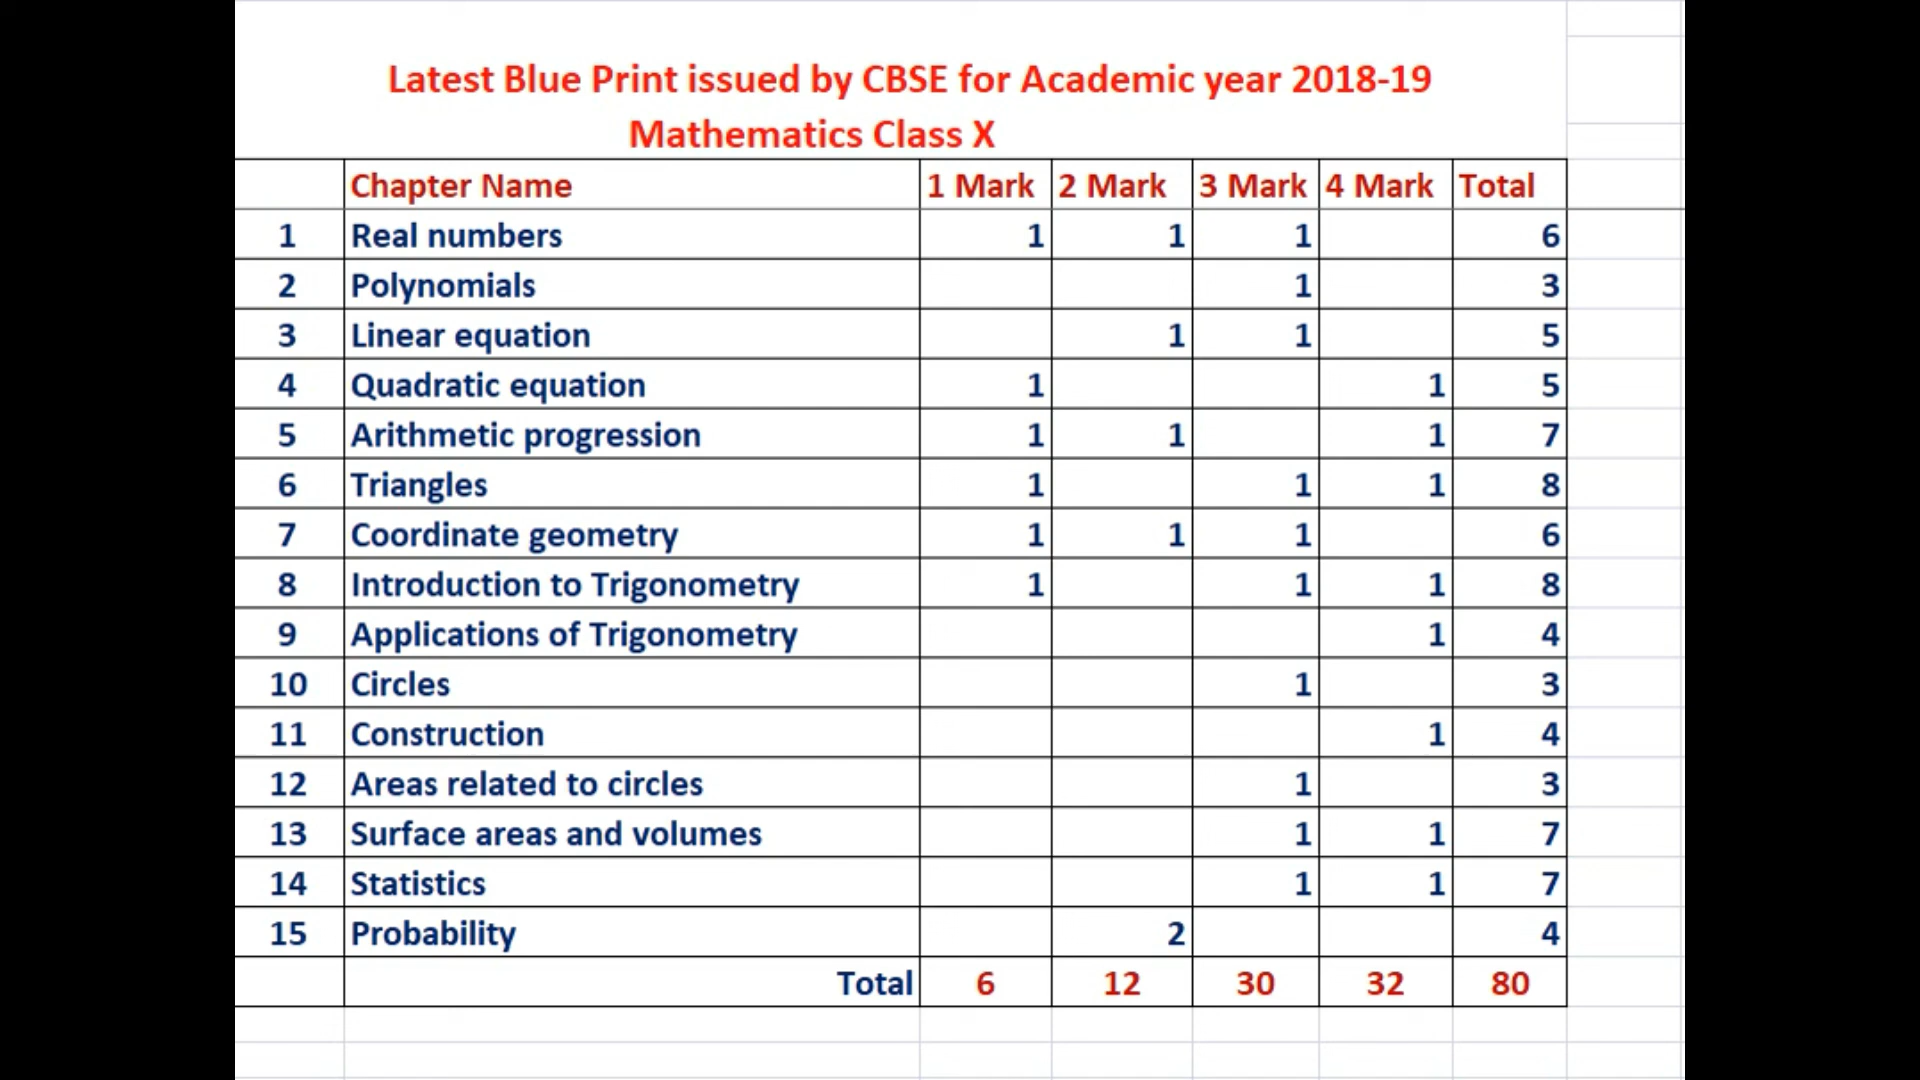 Latest Blue Print issued by CBSE for Academic year 2018-19
Mathematics Class X
Chapter Name 1 Mark 2 Mark 3 Mark 4 Mark Total
1 Real numbers 1 1 1 6
2 Polynomials 1 3
3 Linear equation 1 1 5
4 Quadratic equation 1 1 5
5 Arithmetic progression 1 1 1 7
6 Triangles 1 1 1 8
7 Coordinate geometry 1 1 1 6
8 Introduction to Trigonometry 1 1 1 8
9 Applications of Trigonometry 1 4
10 Circles 1 3
11 Construction 1 4
12 Areas related to circles 1 3
13 Surface areas and volumes 1 1 7
14 Statistics 1 1 7
15 Probability 2 4
Total 6 12 30 32 80